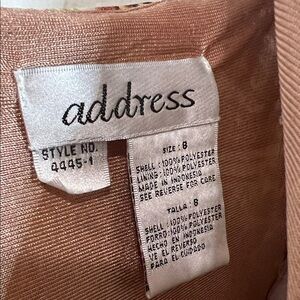 address
STYLE NO.
4445-1
SIZE : 8
SHELL : 100% POLYESTER
LINING : 100% POLYESTER
MADE IN INDONESIA
SEE REVERSE FOR CARE
TALLA : 8
SHELL : 100% POLYESTER
FORRO : 100% POLYESTER
HECHO EN INDONESIA
VE EL REVERSO
PARA EL CUIDADO